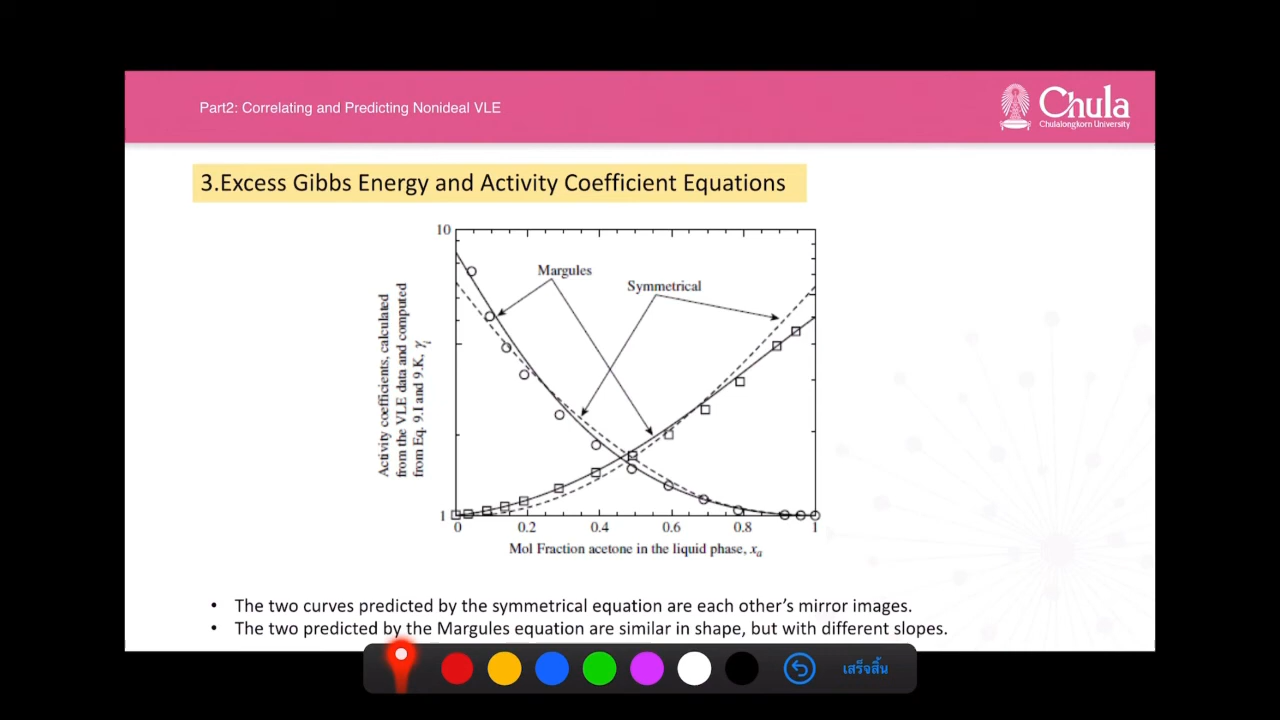 Part2: Correlating and Predicting Nonideal VLE
Chula
Chulalongkorn University
3.Excess Gibbs Energy and Activity Coefficient Equations
Activity coefficients, calculated
from the VLE data and computed
from Eq. 9.I and 9.K, γi
10
Margules
Symmetrical
1
0
0.2
0.4
0.6
0.8
1
Mol Fraction acetone in the liquid phase, xa
• The two curves predicted by the symmetrical equation are each other’s mirror images.
• The two predicted by the Margules equation are similar in shape, but with different slopes.
เสร็จสิ้น